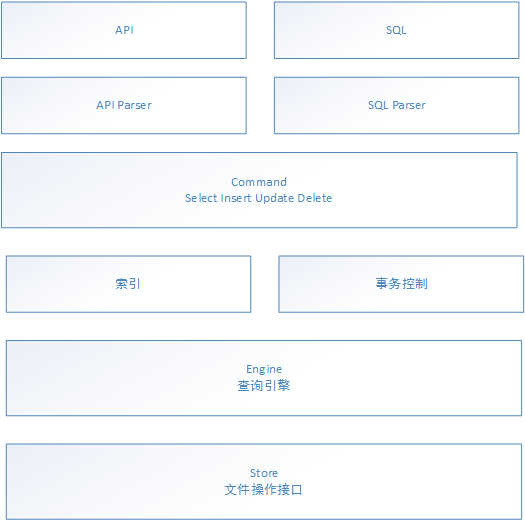 API
SQL
API Parser
SQL Parser
Command
Select Insert Update Delete
索引
事务控制
Engine
查询引擎
Store
文件操作接口